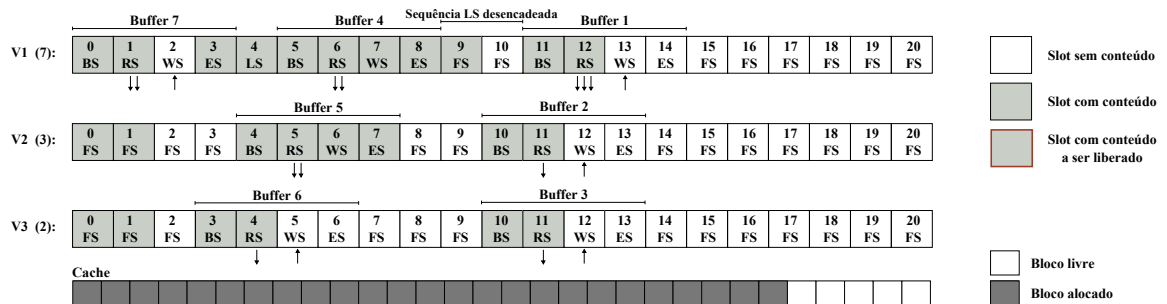 Sequência LS desencadeada
Buffer 7 Buffer 4 Buffer 1
V1 (7): 0 1 2 3 4 5 6 7 8 9 10 11 12 13 14 15 16 17 18 19 20
BS RS WS ES LS BS RS WS ES FS FS BS RS WS ES FS FS FS FS FS FS
Slot sem conteúdo
Buffer 5 Buffer 2
Slot com conteúdo
V2 (3): 0 1 2 3 4 5 6 7 8 9 10 11 12 13 14 15 16 17 18 19 20
FS FS FS FS BS RS WS ES FS FS BS RS WS ES FS FS FS FS FS FS FS
Slot com conteúdo
a ser liberado
Buffer 6 Buffer 3
V3 (2): 0 1 2 3 4 5 6 7 8 9 10 11 12 13 14 15 16 17 18 19 20
FS FS FS BS RS WS ES FS FS FS BS RS WS ES FS FS FS FS FS FS FS
Cache
Bloco livre
Bloco alocado